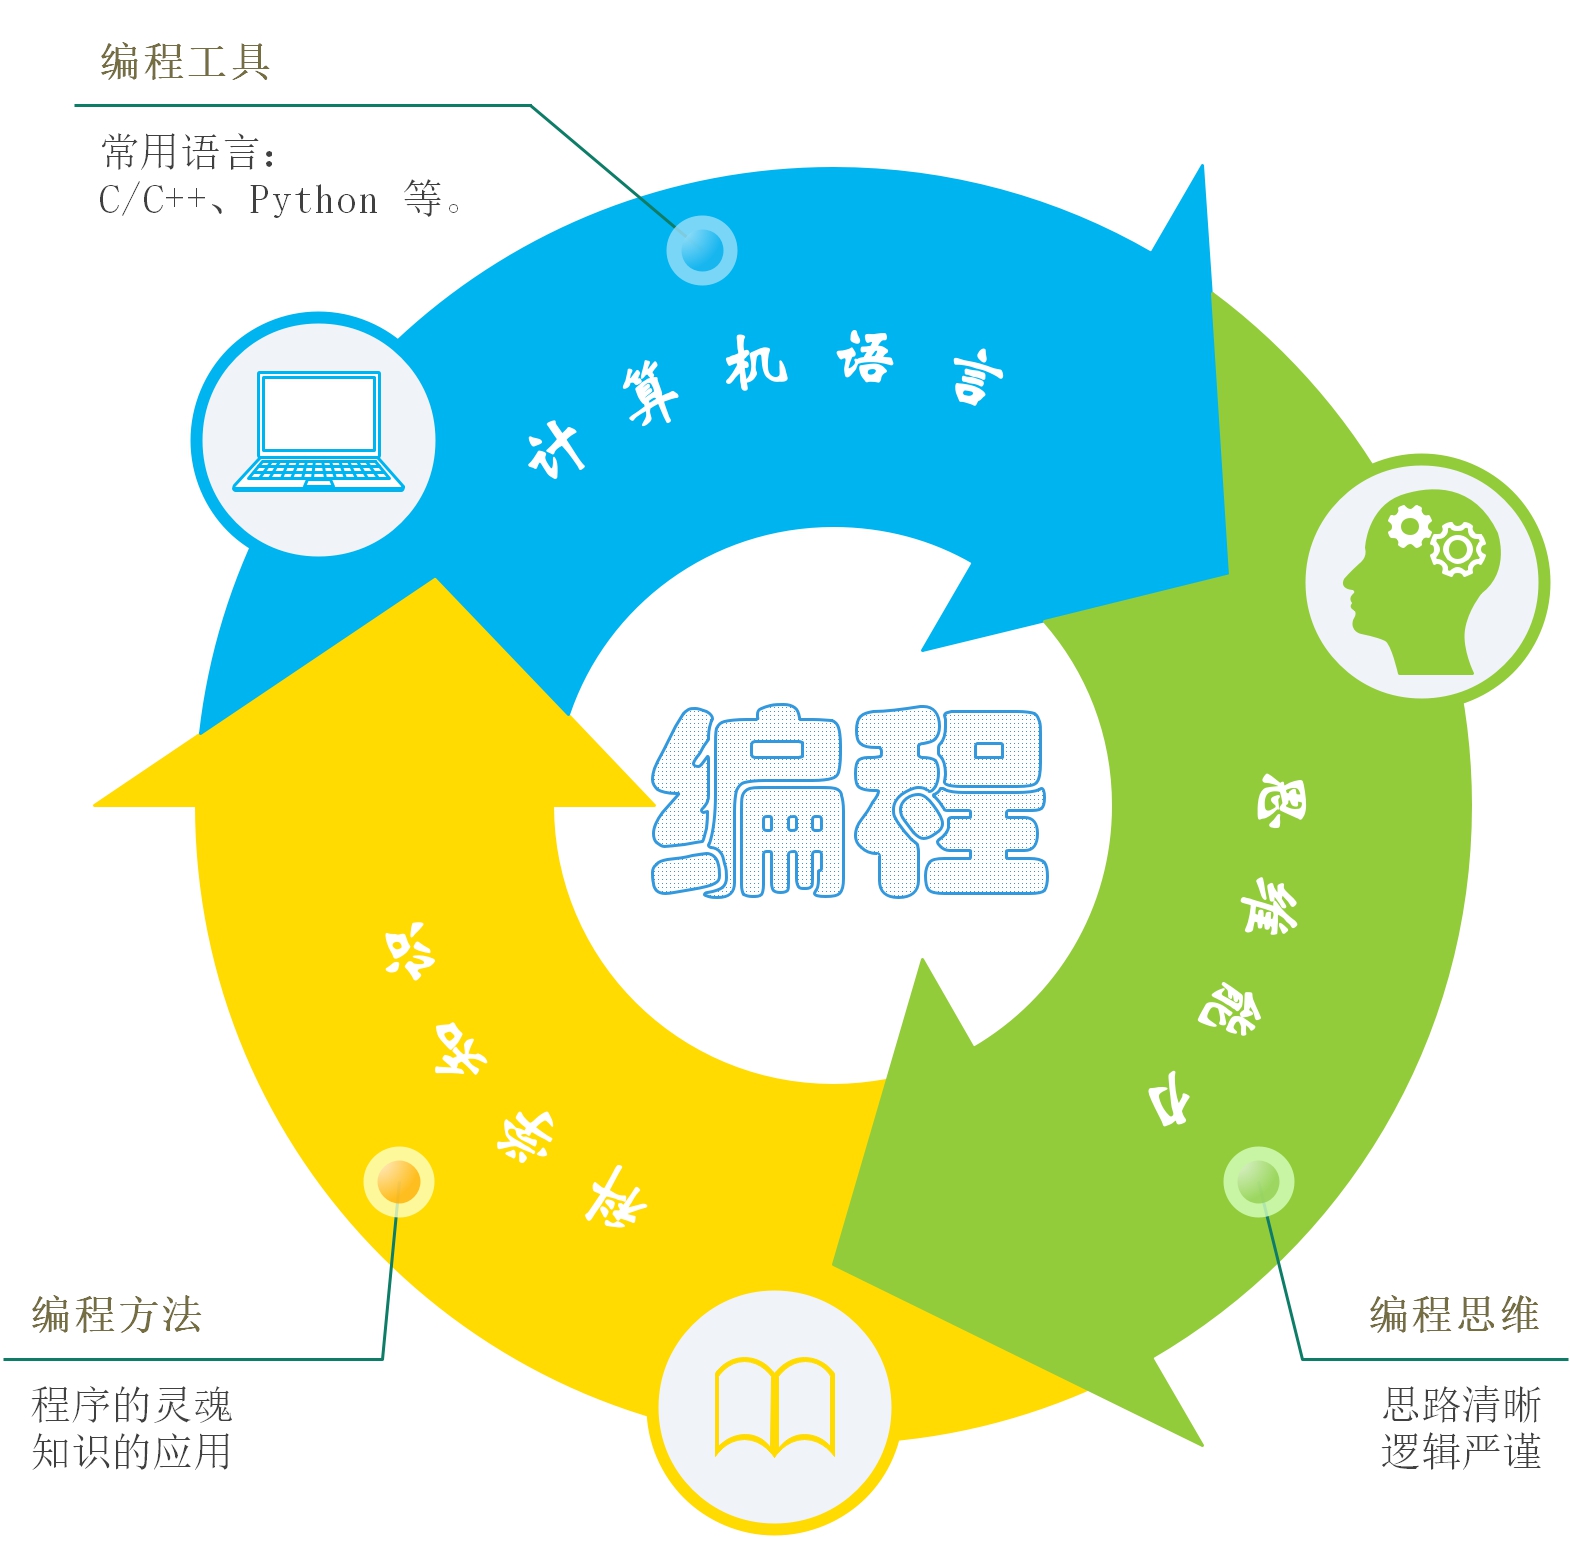 编程工具
常用语言：
C/C++、Python 等。
计算机语言
思维能力
科学知识
编程
编程方法
程序的灵魂
知识的应用
编程思维
思路清晰
逻辑严谨